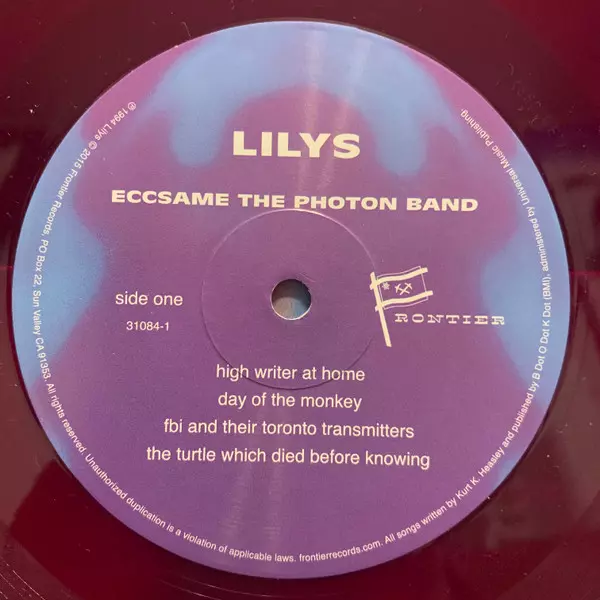 LILYS
ECCSAME THE PHOTON BAND
side one
31084-1
FRONTIER
high writer at home
day of the monkey
fbi and their toronto transmitters
the turtle which died before knowing
℗ 1994 Lilys © 2015 Frontier Records, PO Box 22, Sun Valley CA 91353. All rights reserved. Unauthorized duplication is a violation of applicable laws. frontierrecords.com. All songs written by Kurt K. Heasley and published by B Dot O Dot K Dot (BMI), administered by Universal Music Publishing.